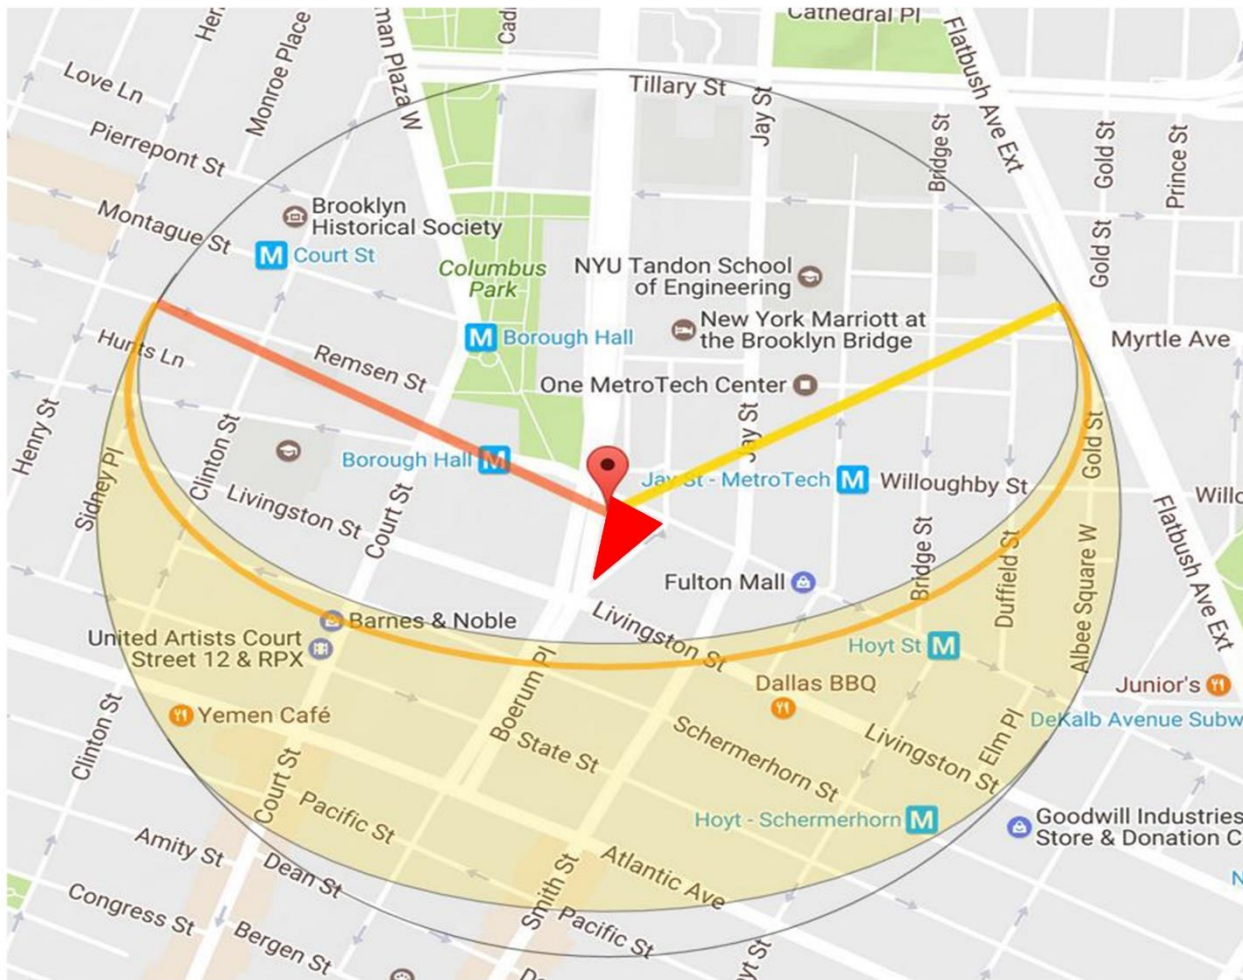 Cathedral Pl
Tillary St
Love Ln
Monroe Place
man Plaza W
Jay St
Flatbush Ave Ext
Pierrepont St
Bridge St
Gold St
Prince St
Montague St
Brooklyn
Historical Society
Court St
Columbus
Park
NYU Tandon School
of Engineering
Gold St
Borough Hall
New York Marriott at
the Brooklyn Bridge
Myrtle Ave
Hunts Ln
Remsen St
One MetroTech Center
Henry St
Clinton St
Jay St
Gold St
Borough Hall
Jay St - MetroTech
Willoughby St
Willo
Sidney Pl
Livingston St
Court St
Bridge St
Duffield St
Albee Square W
Flatbush Ave Ext
Fulton Mall
Barnes & Noble
Livingston St
United Artists Court
Street 12 & RPX
Hoyt St
Dallas BBQ
Junior's
Yemen Café
Boerum Pl
DeKalb Avenue Subw
Clinton St
State St
Schermerhorn St
Livingston St
Elm Pl
Court St
Pacific St
Hoyt - Schermerhorn
Goodwill Industries
Store & Donation C
Amity St
Dean St
Smith St
Atlantic Ave
Congress St
Bergen St
Pacific St
yt St